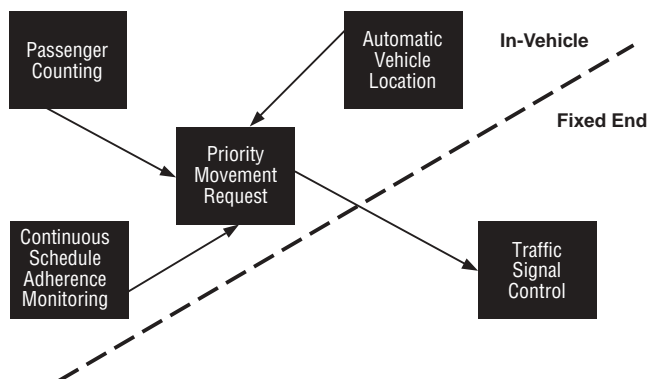 Passenger
Counting
Automatic
Vehicle
Location
In-Vehicle
Fixed End
Priority
Movement
Request
Continuous
Schedule
Adherence
Monitoring
Traffic
Signal
Control